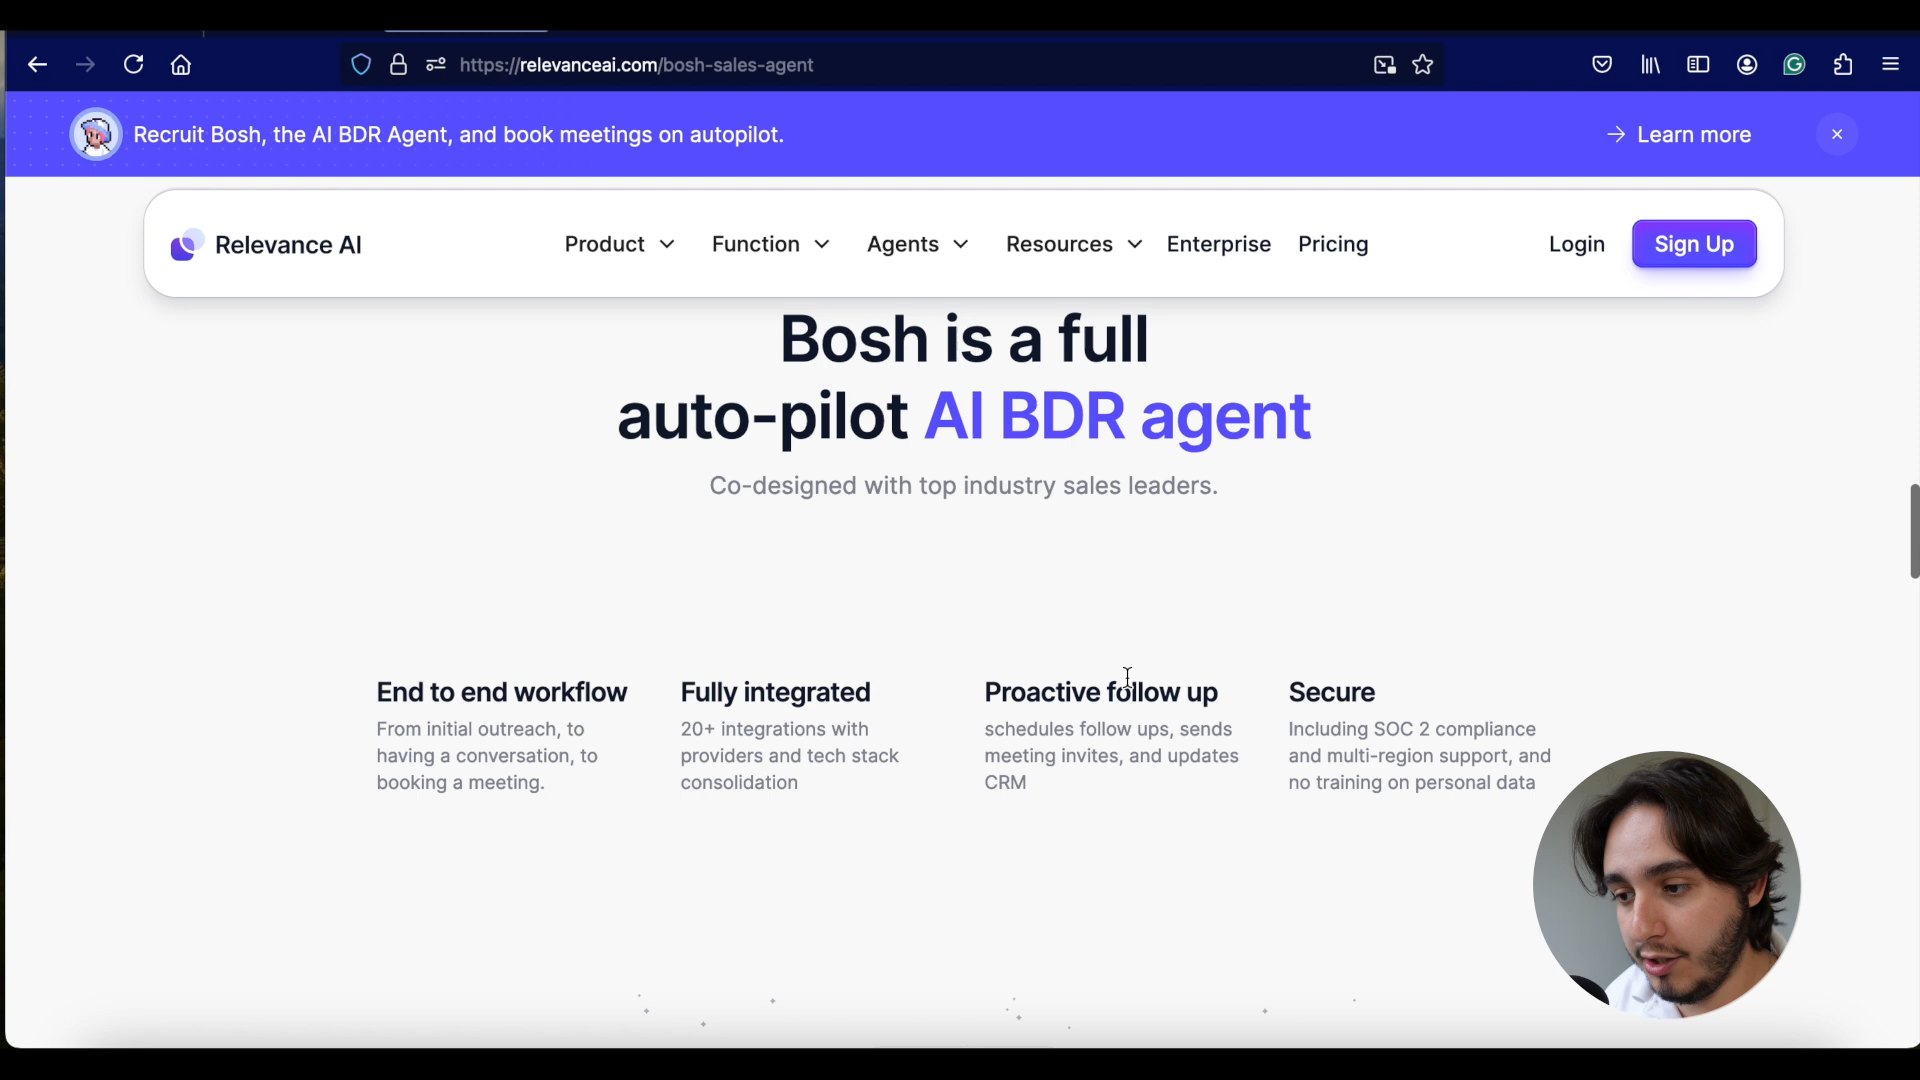 https://relevanceai.com/bosh-sales-agent
Recruit Bosh, the AI BDR Agent, and book meetings on autopilot.
→ Learn more
Relevance AI
Product
Function
Agents
Resources
Enterprise
Pricing
Login
Sign Up
Bosh is a full
auto-pilot AI BDR agent
Co-designed with top industry sales leaders.
End to end workflow
From initial outreach, to
having a conversation, to
booking a meeting.
Fully integrated
20+ integrations with
providers and tech stack
consolidation
Proactive follow up
schedules follow ups, sends
meeting invites, and updates
CRM
Secure
Including SOC 2 compliance
and multi-region support, and
no training on personal data